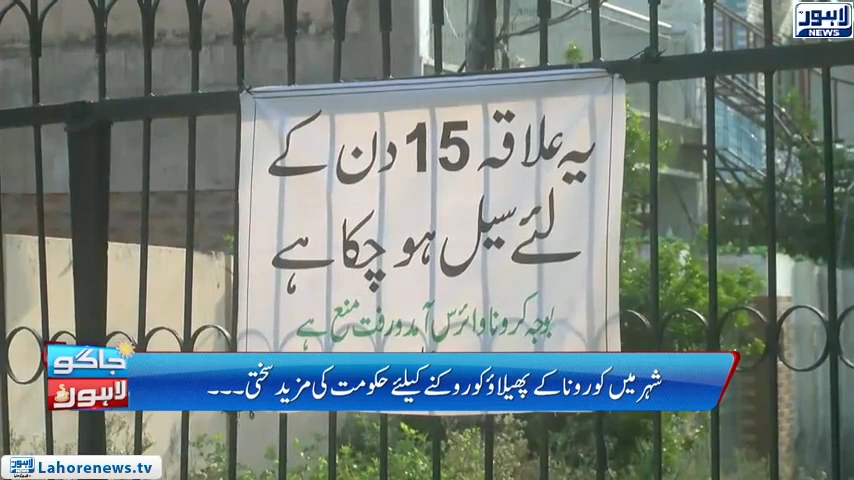 لاہور
NEWS
یہ علاقہ 15 دن کے
لئے سیل ہو چکا ہے
بوجہ کرونا وائرس آمدورفت منع ہے
جاگو
لاہور
شہر میں کورونا کے پھیلاؤ کو روکنے کیلئے حکومت کی مزید سختی ...
Lahorenews.tv